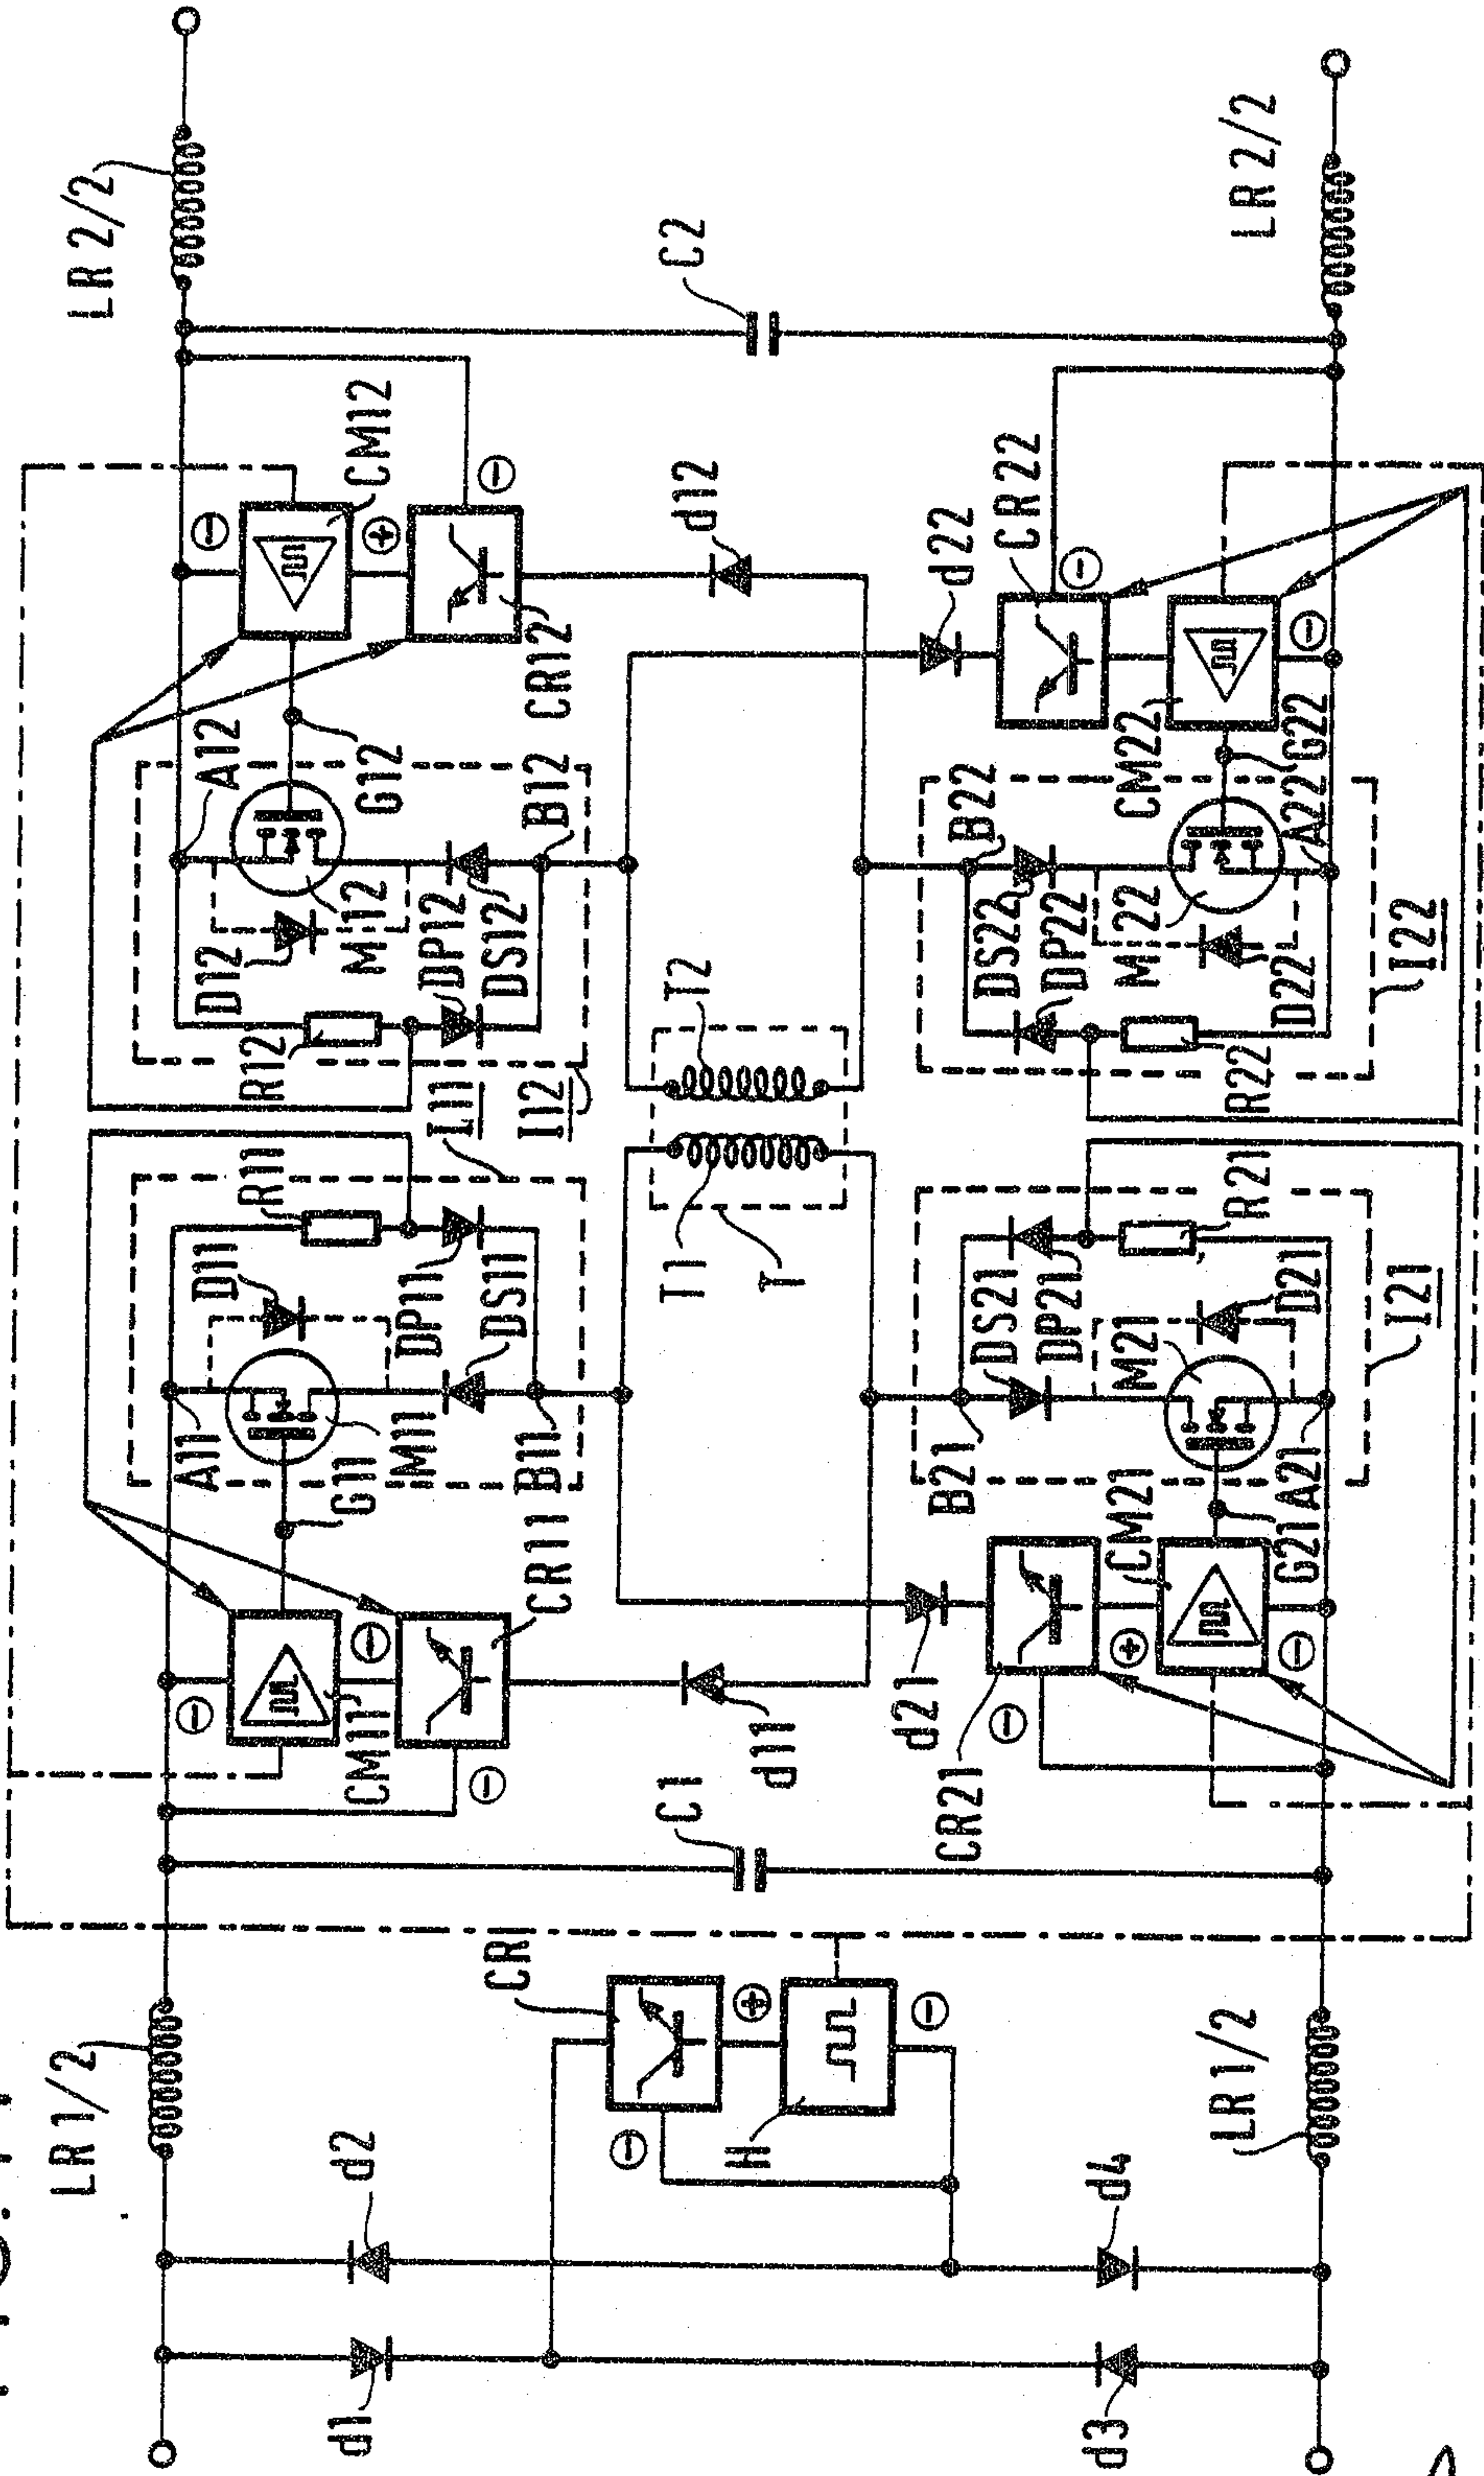 LR 2/2
C2
LR 2/2
CM12
d12
CR 22
d22
CR12
A12
G12
B12
CM22
G22
A22
B22
D12
M12
DP12
DS12
DS22
DP22
M22
D22
I22
R12
T2
R22
I11
I12
R11
T1
T
R21
D11
DP11
DS11
DS21
DP21
M21
D21
I21
A11
G11
M11
B11
B21
CM21
G21
A21
CR11
CM11
d11
d21
CR21
C1
CR
LR 1/2
H
LR 1/2
d2
d4
d1
d3